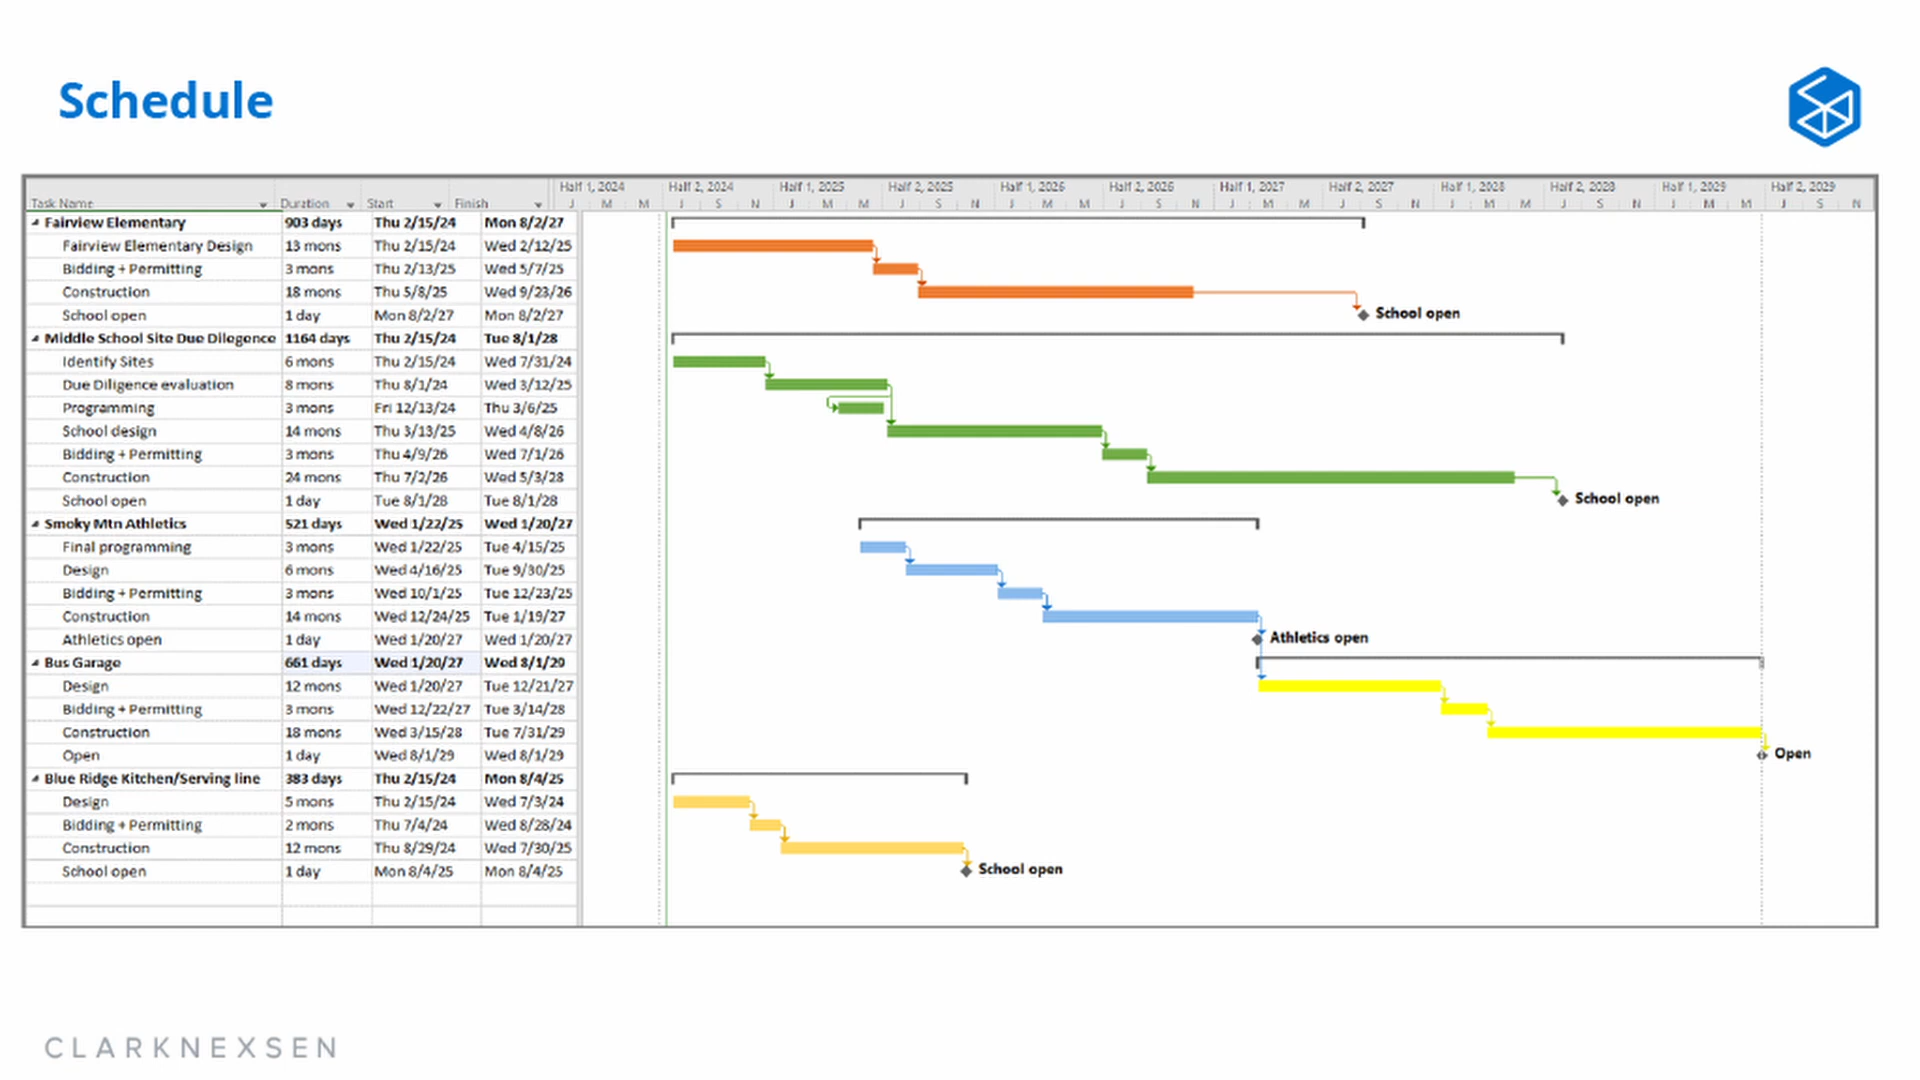 Schedule
Half 1, 2024 Half 2, 2024 Half 1, 2025 Half 2, 2025 Half 1, 2026 Half 2, 2026 Half 1, 2027 Half 2, 2027 Half 1, 2028 Half 2, 2028 Half 1, 2029 Half 2, 2029
Task Name Duration Start Finish J M M J S N J M M J S N J M M J S N J M M J S N J M M J S N J M M J S N
Fairview Elementary 903 days Thu 2/15/24 Mon 8/2/27
Fairview Elementary Design 13 mons Thu 2/15/24 Wed 2/12/25
Bidding + Permitting 3 mons Thu 2/13/25 Wed 5/7/25
Construction 18 mons Thu 5/8/25 Wed 9/23/26
School open 1 day Mon 8/2/27 Mon 8/2/27 School open
Middle School Site Due Dilegence 1164 days Thu 2/15/24 Tue 8/1/28
Identify Sites 6 mons Thu 2/15/24 Wed 7/31/24
Due Diligence evaluation 8 mons Thu 8/1/24 Wed 3/12/25
Programming 3 mons Fri 12/13/24 Thu 3/6/25
School design 14 mons Thu 3/13/25 Wed 4/8/26
Bidding + Permitting 3 mons Thu 4/9/26 Wed 7/1/26
Construction 24 mons Thu 7/2/26 Wed 5/3/28
School open 1 day Tue 8/1/28 Tue 8/1/28 School open
Smoky Mtn Athletics 521 days Wed 1/22/25 Wed 1/20/27
Final programming 3 mons Wed 1/22/25 Tue 4/15/25
Design 6 mons Wed 4/16/25 Tue 9/30/25
Bidding + Permitting 3 mons Wed 10/1/25 Tue 12/23/25
Construction 14 mons Wed 12/24/25 Tue 1/19/27
Athletics open 1 day Wed 1/20/27 Wed 1/20/27 Athletics open
Bus Garage 661 days Wed 1/20/27 Wed 8/1/29
Design 12 mons Wed 1/20/27 Tue 12/21/27
Bidding + Permitting 3 mons Wed 12/22/27 Tue 3/14/28
Construction 18 mons Wed 3/15/28 Tue 7/31/29
Open 1 day Wed 8/1/29 Wed 8/1/29 Open
Blue Ridge Kitchen/Serving line 383 days Thu 2/15/24 Mon 8/4/25
Design 5 mons Thu 2/15/24 Wed 7/3/24
Bidding + Permitting 2 mons Thu 7/4/24 Wed 8/28/24
Construction 12 mons Thu 8/29/24 Wed 7/30/25
School open 1 day Mon 8/4/25 Mon 8/4/25 School open
CLARKNEXSEN